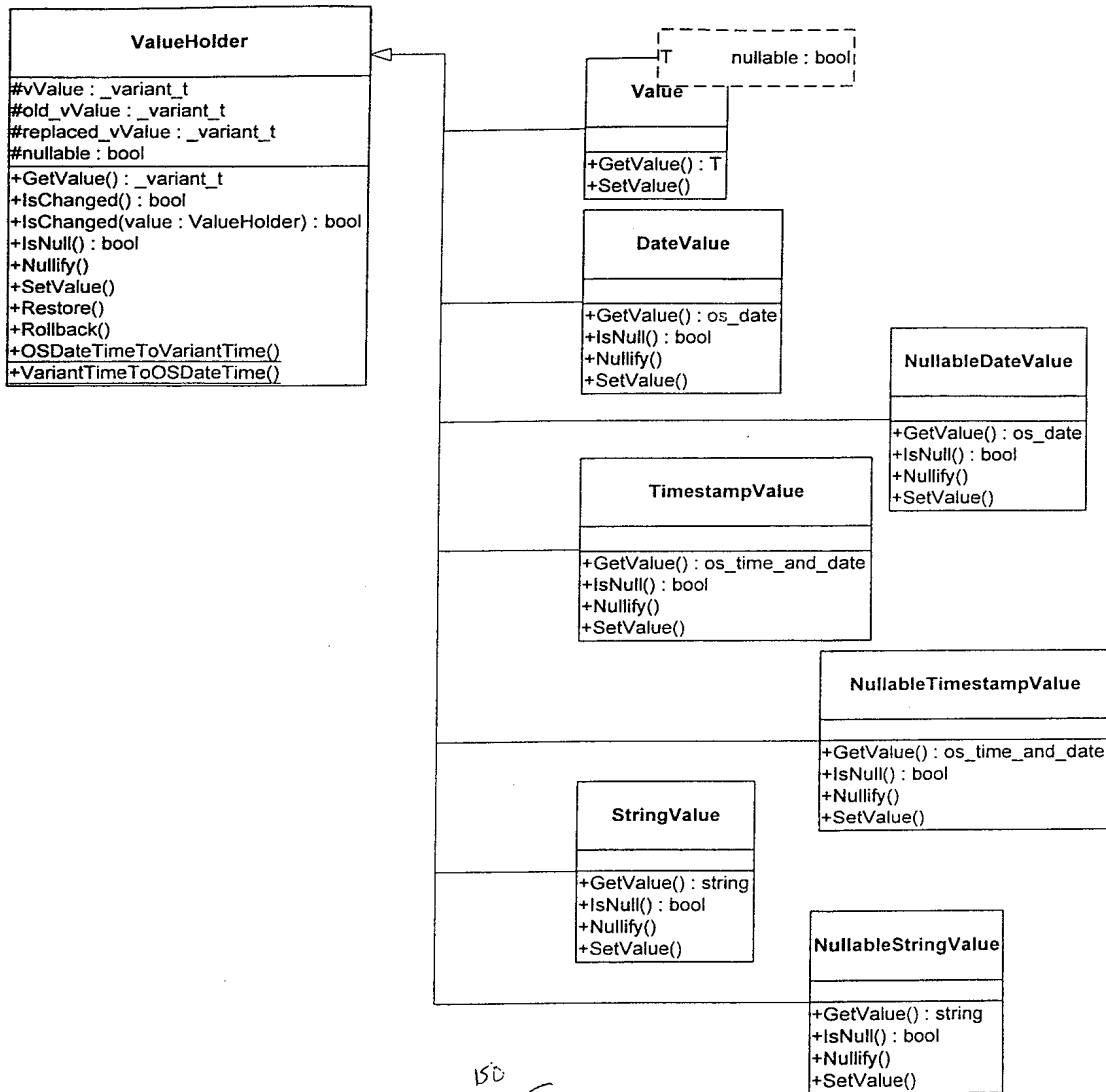 ValueHolder
#vValue : _variant_t
#old_vValue : _variant_t
#replaced_vValue : _variant_t
#nullable : bool
+GetValue() : _variant_t
+IsChanged() : bool
+IsChanged(value : ValueHolder) : bool
+IsNull() : bool
+Nullify()
+SetValue()
+Restore()
+Rollback()
+OSDateTimeToVariantTime()
+VariantTimeToOSDateTime()
T nullable : bool
Value
+GetValue() : T
+SetValue()
DateValue
+GetValue() : os_date
+IsNull() : bool
+Nullify()
+SetValue()
NullableDateValue
+GetValue() : os_date
+IsNull() : bool
+Nullify()
+SetValue()
TimestampValue
+GetValue() : os_time_and_date
+IsNull() : bool
+Nullify()
+SetValue()
NullableTimestampValue
+GetValue() : os_time_and_date
+IsNull() : bool
+Nullify()
+SetValue()
StringValue
+GetValue() : string
+IsNull() : bool
+Nullify()
+SetValue()
NullableStringValue
+GetValue() : string
+IsNull() : bool
+Nullify()
+SetValue()
150